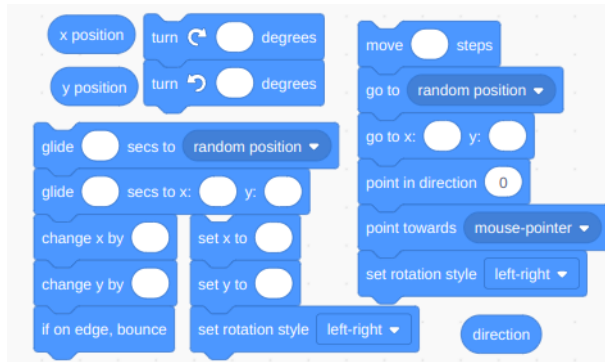 x position
turn degrees
y position
turn degrees
glide secs to random position
glide secs to x: y:
change x by
set x to
change y by
set y to
if on edge, bounce
set rotation style left-right
move steps
go to random position
go to x: y:
point in direction 0
point towards mouse-pointer
set rotation style left-right
direction